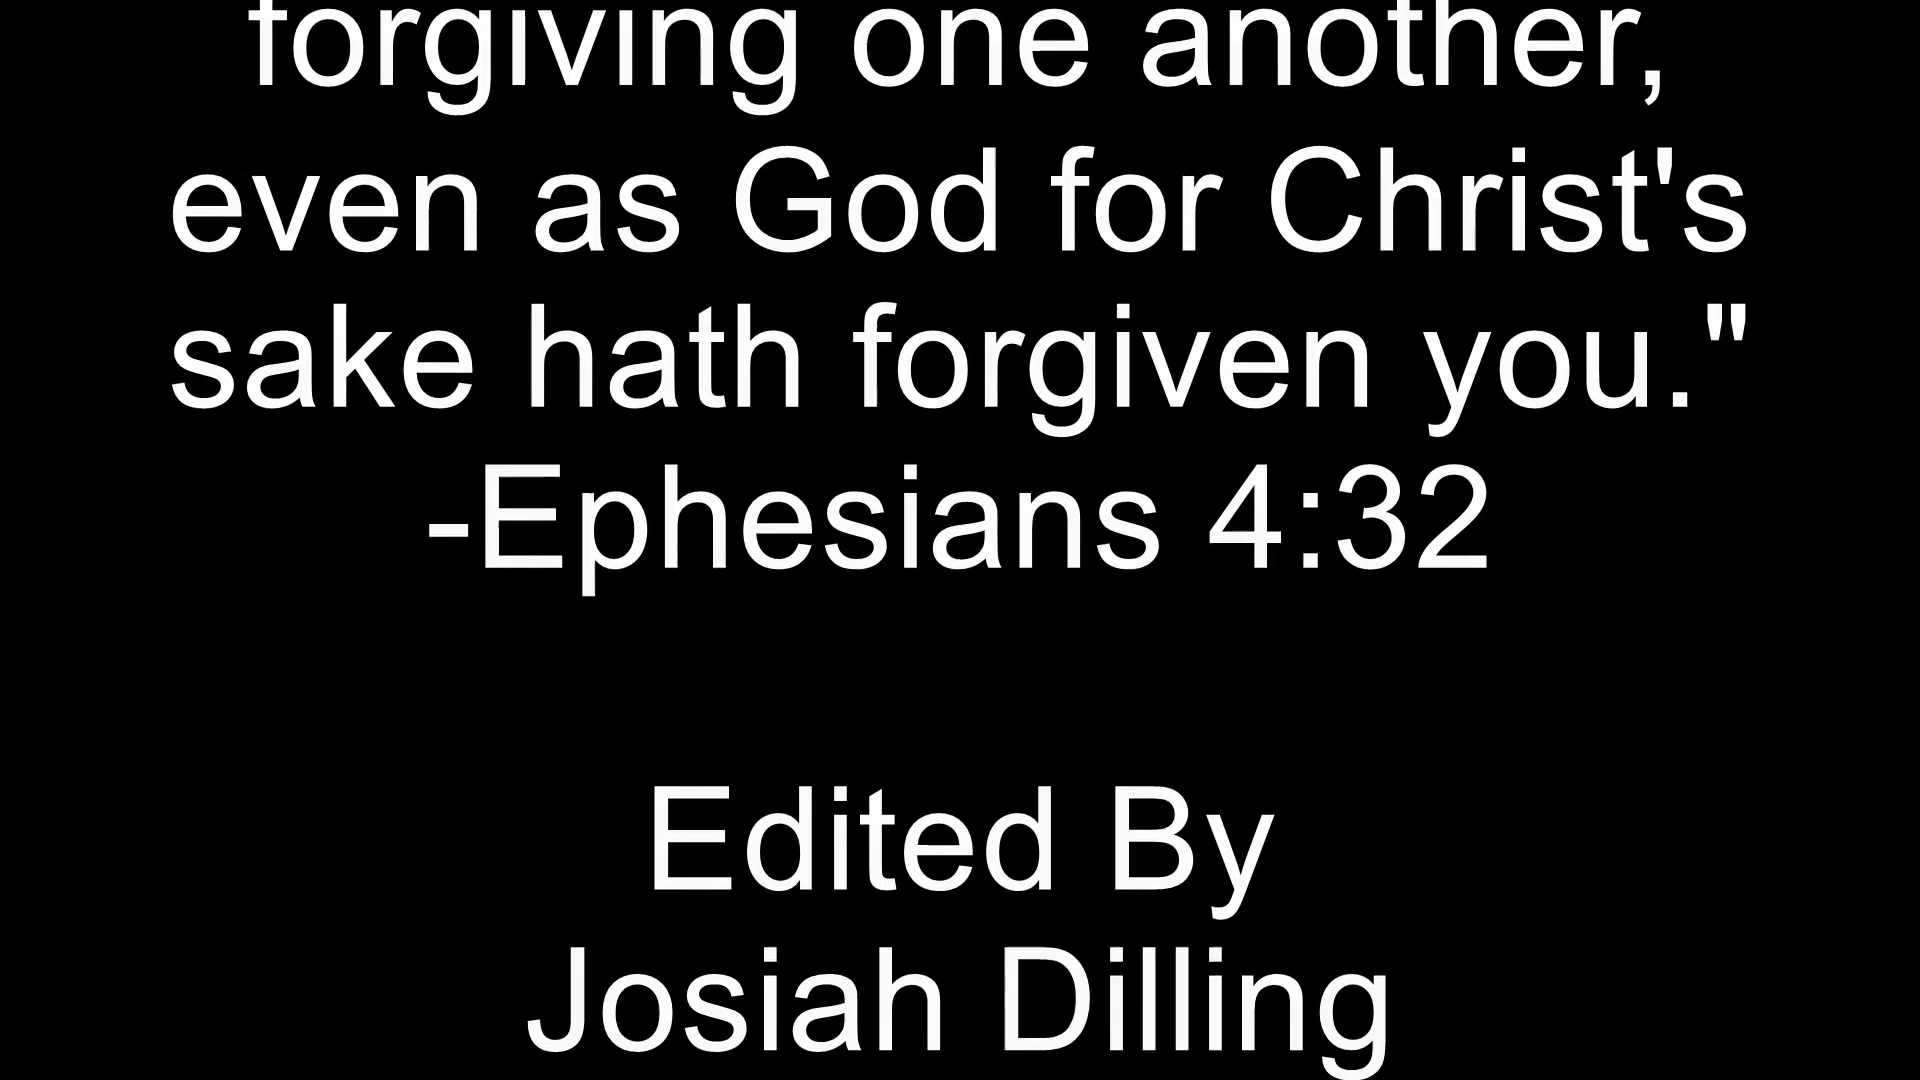 forgiving one another,
even as God for Christ's
sake hath forgiven you."
-Ephesians 4:32
Edited By
Josiah Dilling